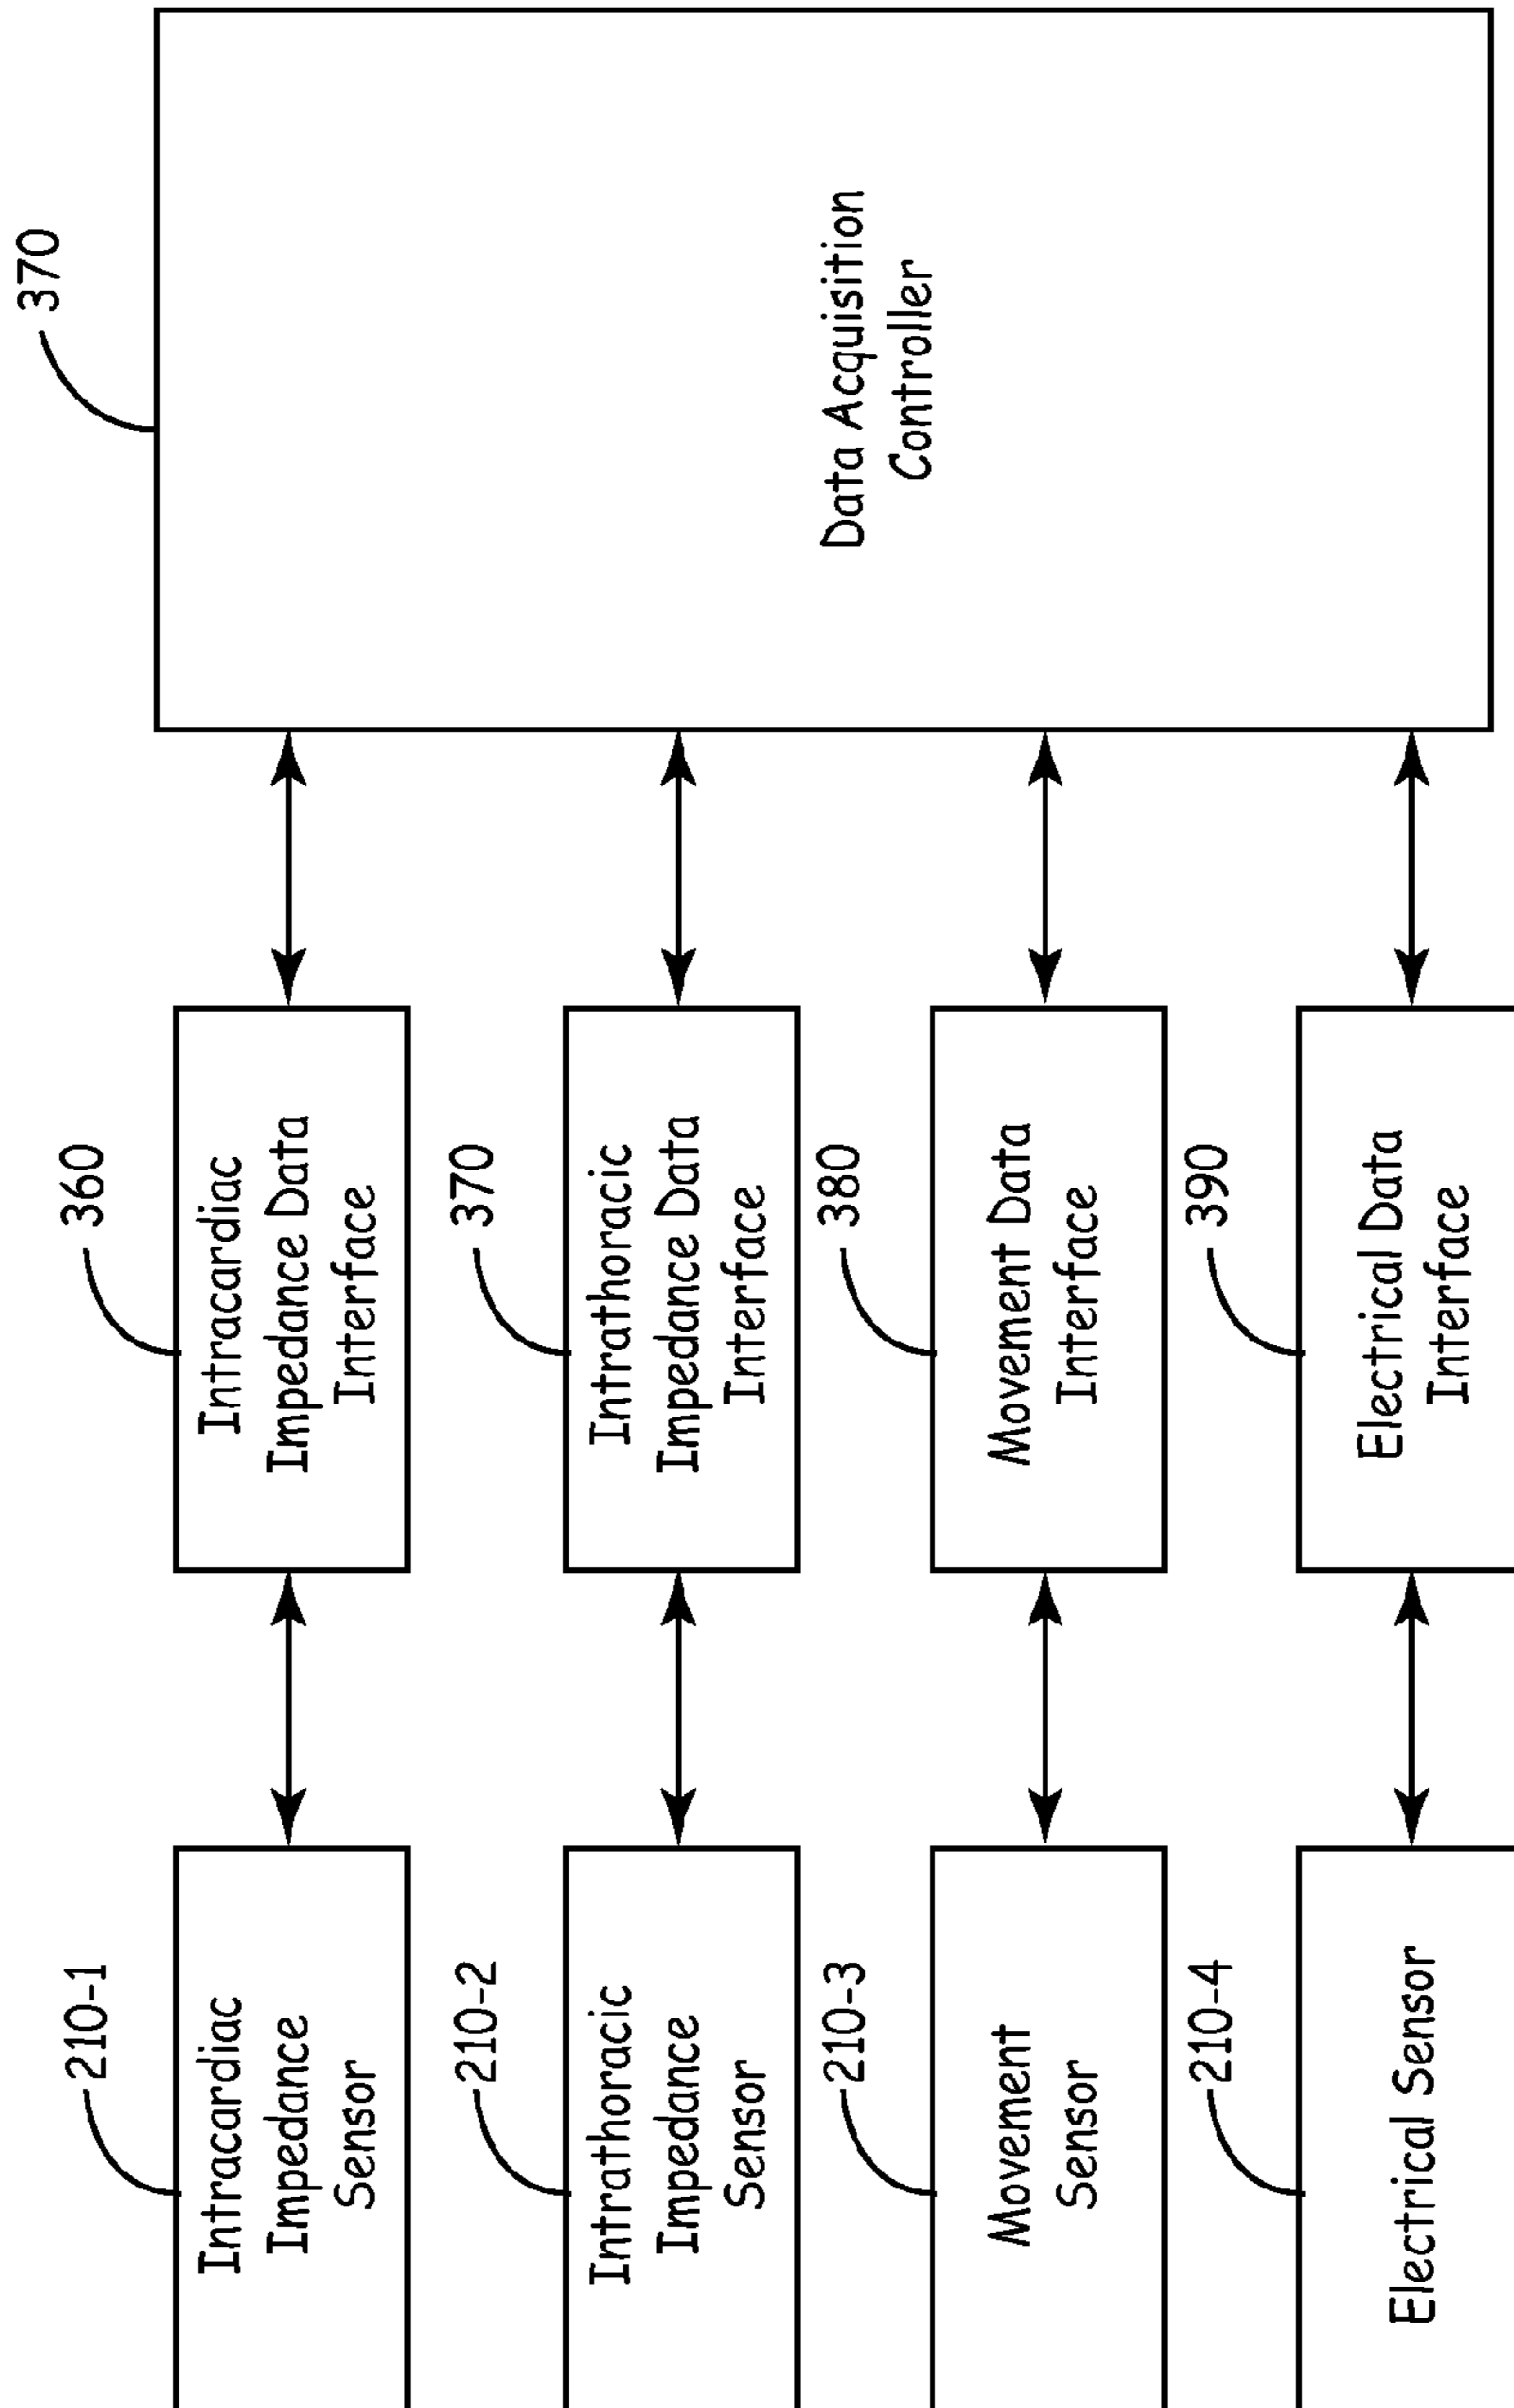 210-1
Intracardiac
Impedance
Sensor
360
Intracardiac
Impedance Data
Interface
370
Data Acquisition
Controller
210-2
Intrathoracic
Impedance
Sensor
370
Intrathoracic
Impedance Data
Interface
210-3
Movement
Sensor
380
Movement Data
Interface
210-4
Electrical Sensor
390
Electrical Data
Interface